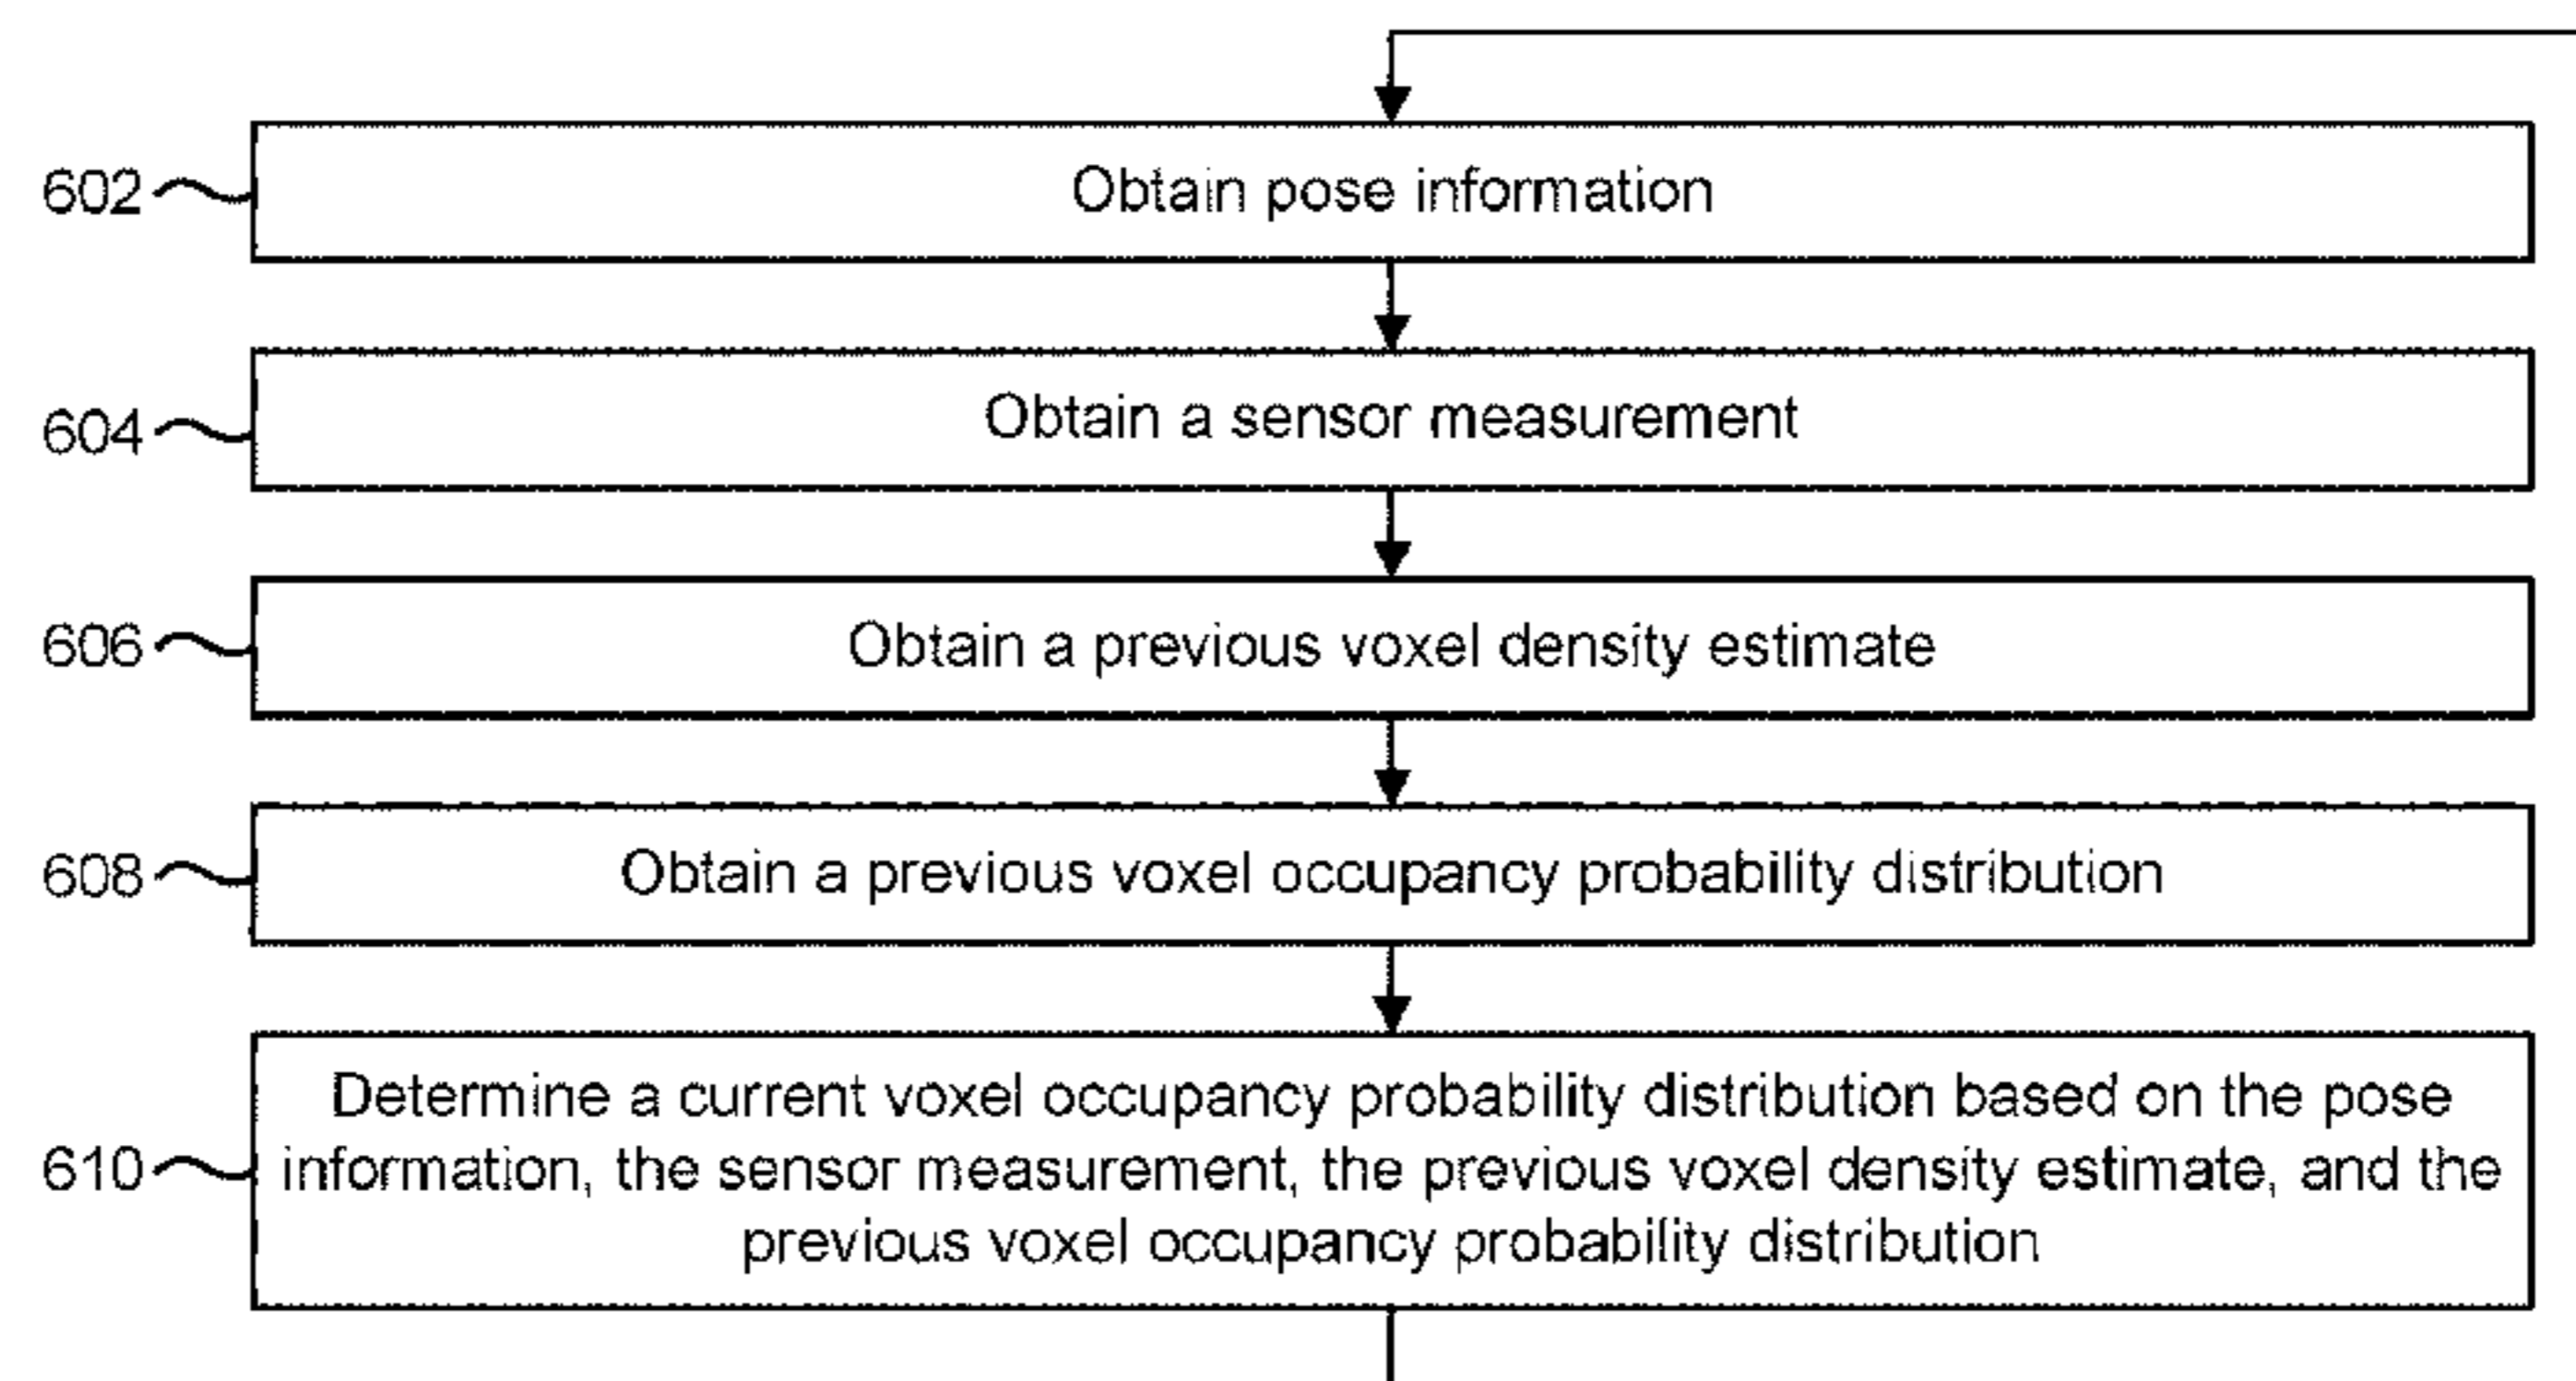 602
Obtain pose information
604
Obtain a sensor measurement
606
Obtain a previous voxel density estimate
608
Obtain a previous voxel occupancy probability distribution
610
Determine a current voxel occupancy probability distribution based on the pose
information, the sensor measurement, the previous voxel density estimate, and the
previous voxel occupancy probability distribution